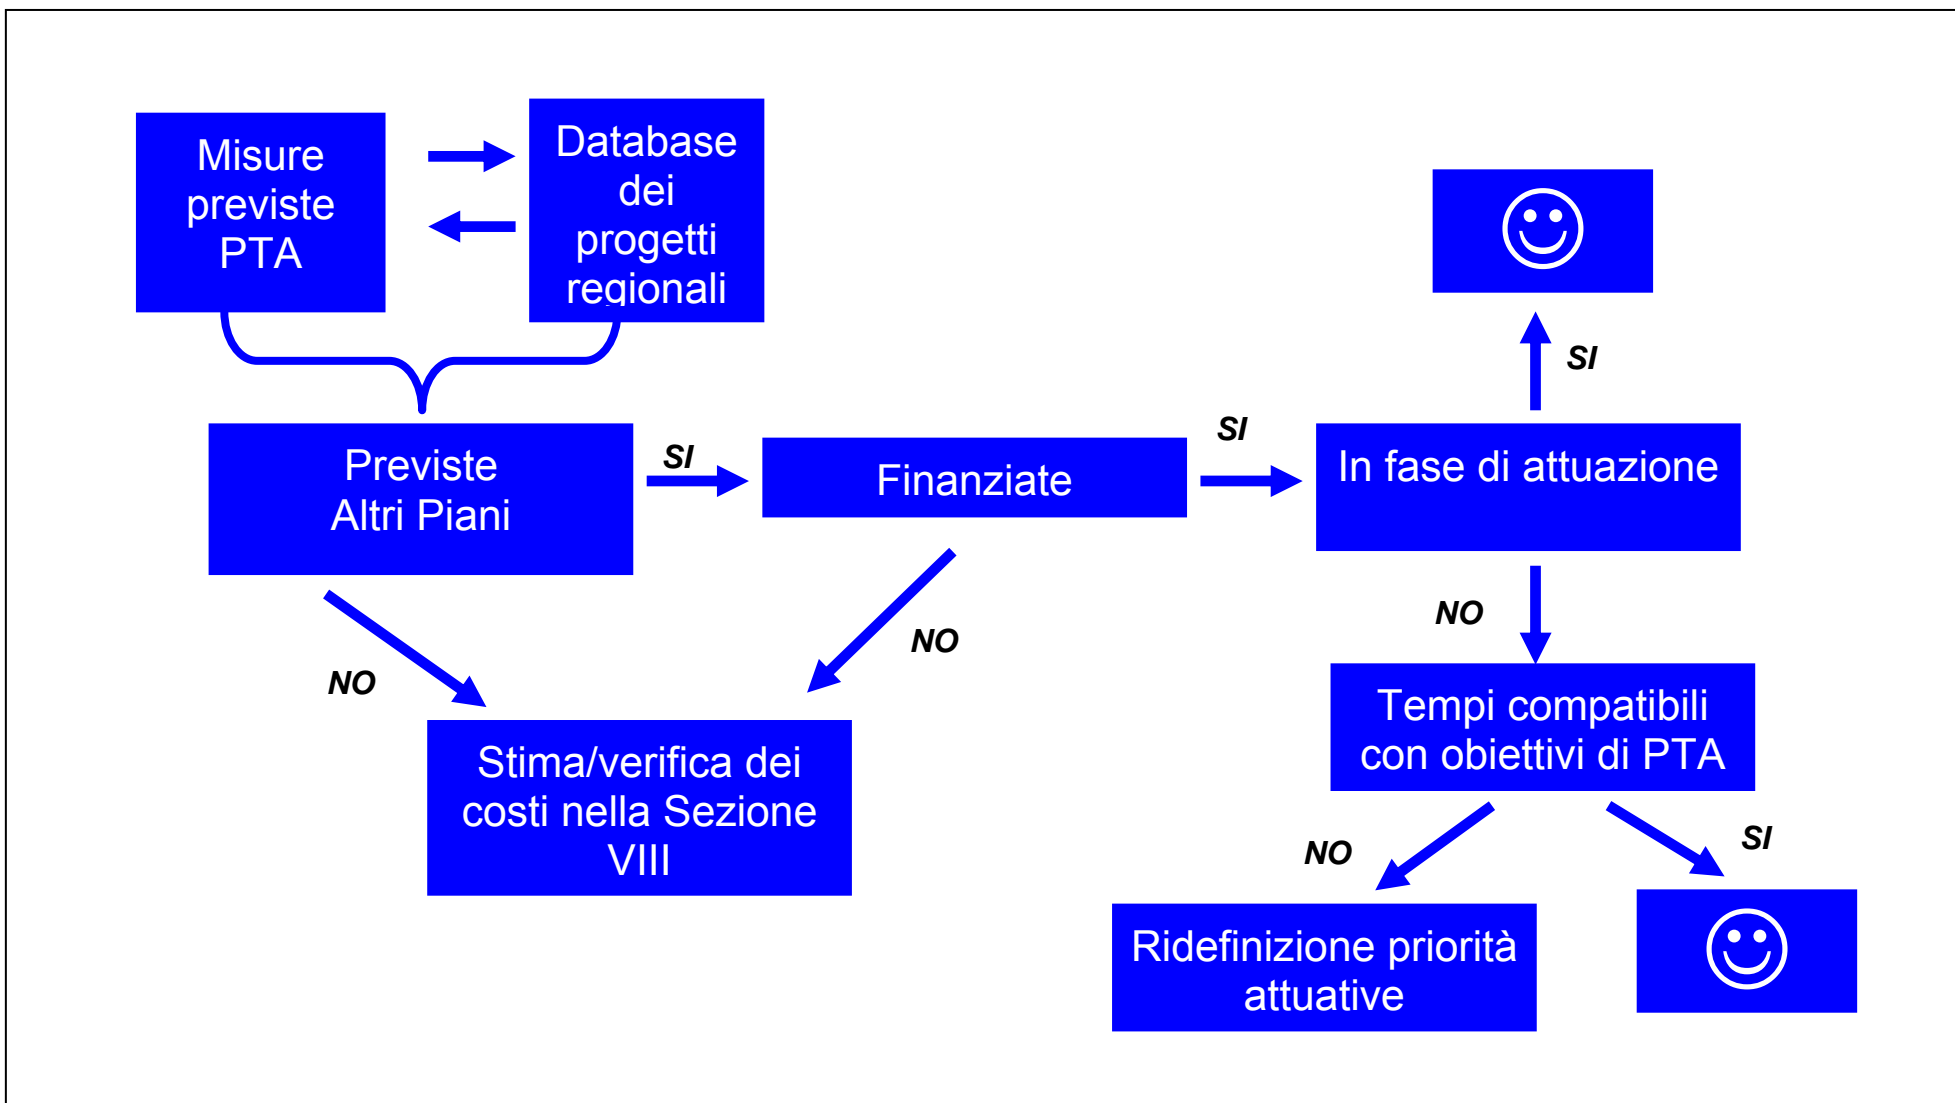 Misure
previste
PTA
Database
dei
progetti
regionali
Previste
Altri Piani
SI
Finanziate
SI
In fase di attuazione
SI
NO
NO
NO
Stima/verifica dei
costi nella Sezione
VIII
Tempi compatibili
con obiettivi di PTA
NO
SI
Ridefinizione priorità
attuative